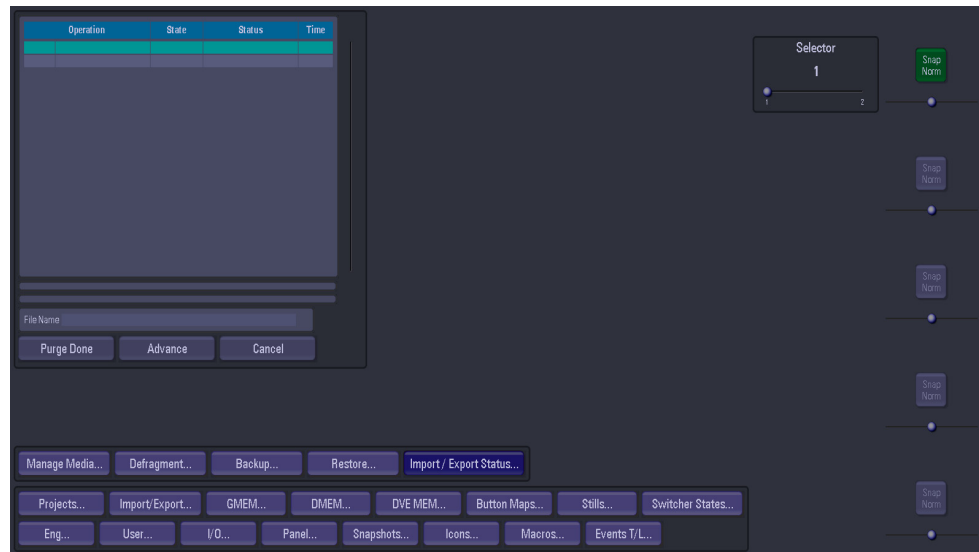 Operation State Status Time
Selector
1
1 2
Snap
Norm
Snap
Norm
Snap
Norm
Snap
Norm
Snap
Norm
File Name
Purge Done Advance Cancel
Manage Media... Defragment... Backup... Restore... Import / Export Status...
Projects... Import/Export... GMEM... DMEM... DVE MEM... Button Maps... Stills... Switcher States...
Eng... User... I/O... Panel... Snapshots... Icons... Macros... Events T/L...